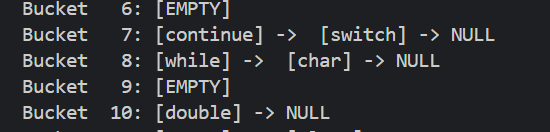 Bucket   6: [EMPTY]
Bucket   7: [continue] ->  [switch] -> NULL
Bucket   8: [while] ->  [char] -> NULL
Bucket   9: [EMPTY]
Bucket  10: [double] -> NULL